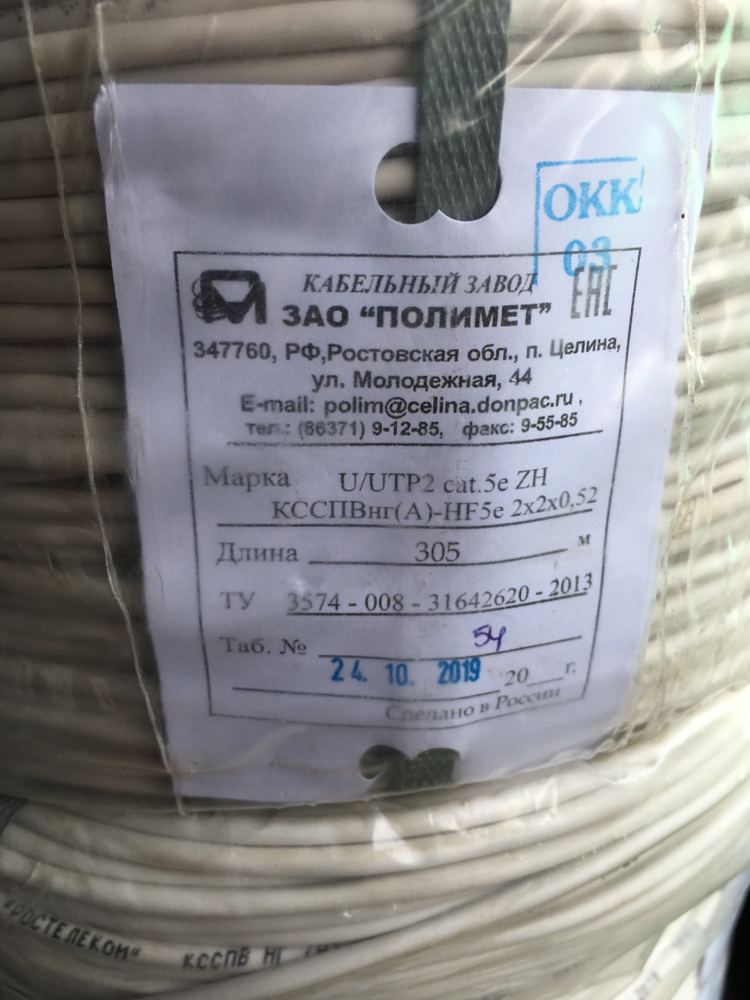 ОКК
03
КАБЕЛЬНЫЙ ЗАВОД
EAC
ЗАО "ПОЛИМЕТ"
347760, РФ,Ростовская обл., п. Целина,
ул. Молодежная, 44
E-mail: polim@celina.donpac.ru ,
тел.: (86371) 9-12-85, факс: 9-55-85
Марка U/UTP2 cat.5e ZH
КССПВнг(А)-HF5e 2x2x0,52
Длина 305 м
ТУ 3574 - 008 - 31642620 - 2013
Таб. № 54
24. 10. 2019 20___г.
Сделано в России
"РОСТЕЛЕКОМ" КССПВ НГ